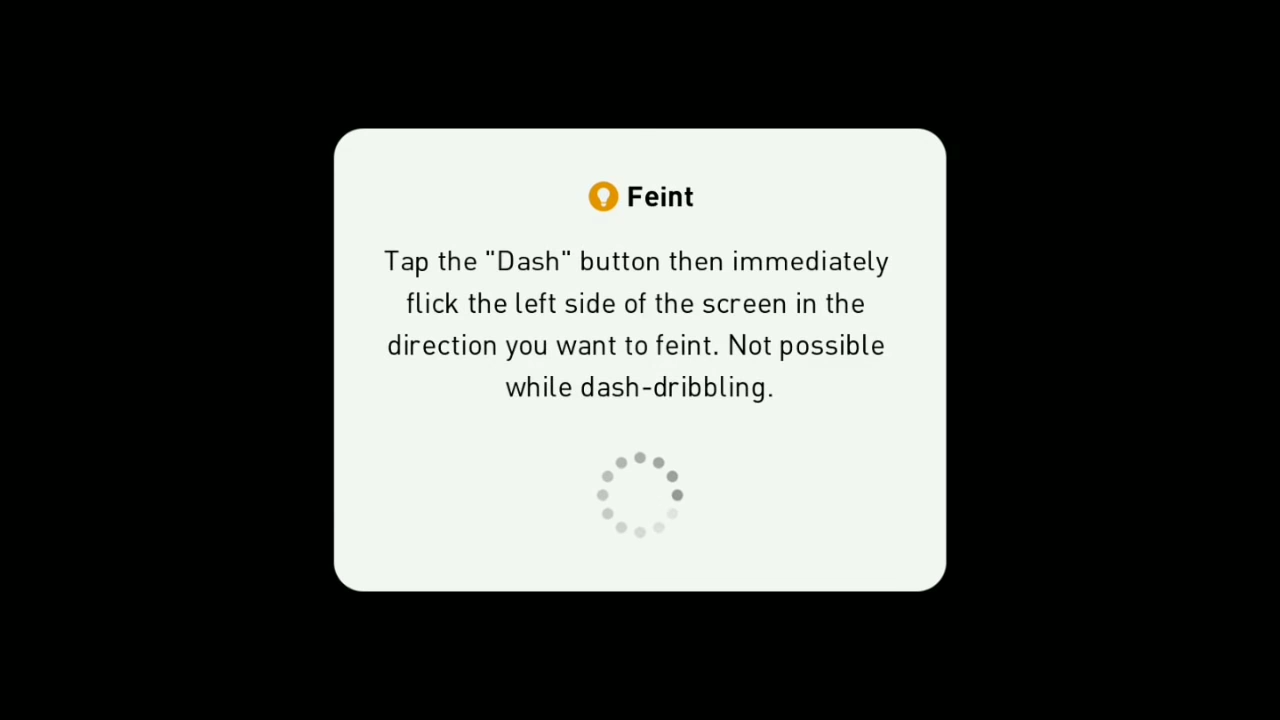 Feint
Tap the "Dash" button then immediately
flick the left side of the screen in the
direction you want to feint. Not possible
while dash-dribbling.